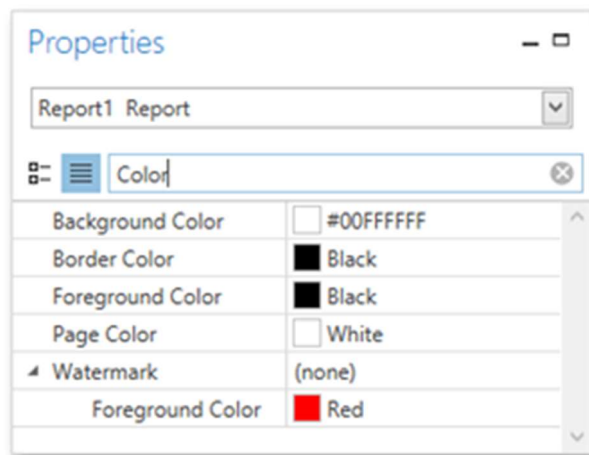 Properties
Report1 Report
Color
Background Color #00FFFFFF
Border Color Black
Foreground Color Black
Page Color White
Watermark (none)
Foreground Color Red